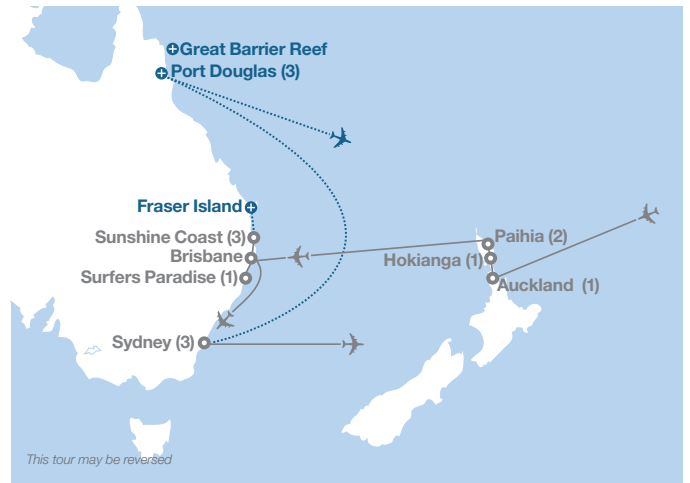 Great Barrier Reef
Port Douglas (3)
Fraser Island
Sunshine Coast (3)
Brisbane
Surfers Paradise (1)
Sydney (3)
Paihia (2)
Hokianga (1)
Auckland (1)
This tour may be reversed